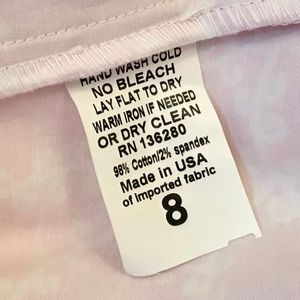 HAND WASH COLD
NO BLEACH
LAY FLAT TO DRY
WARM IRON IF NEEDED
OR DRY CLEAN
RN 136280
98% Cotton/2% spandex
Made in USA
of Imported fabric
8